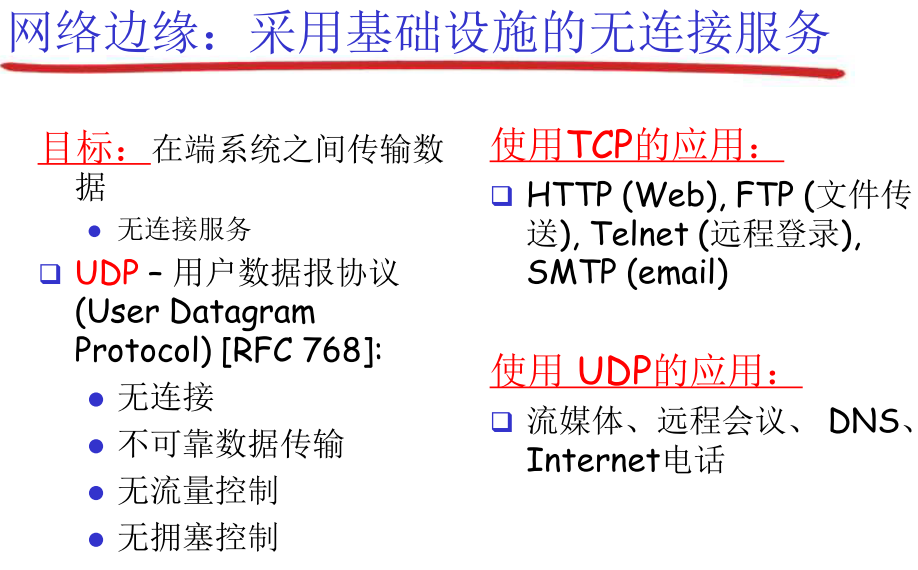 网络边缘：采用基础设施的无连接服务
目标：在端系统之间传输数
据
无连接服务
UDP – 用户数据报协议
(User Datagram
Protocol) [RFC 768]:
无连接
不可靠数据传输
无流量控制
无拥塞控制
使用TCP的应用：
HTTP (Web), FTP (文件传
送), Telnet (远程登录),
SMTP (email)
使用 UDP的应用：
流媒体、远程会议、 DNS、
Internet电话